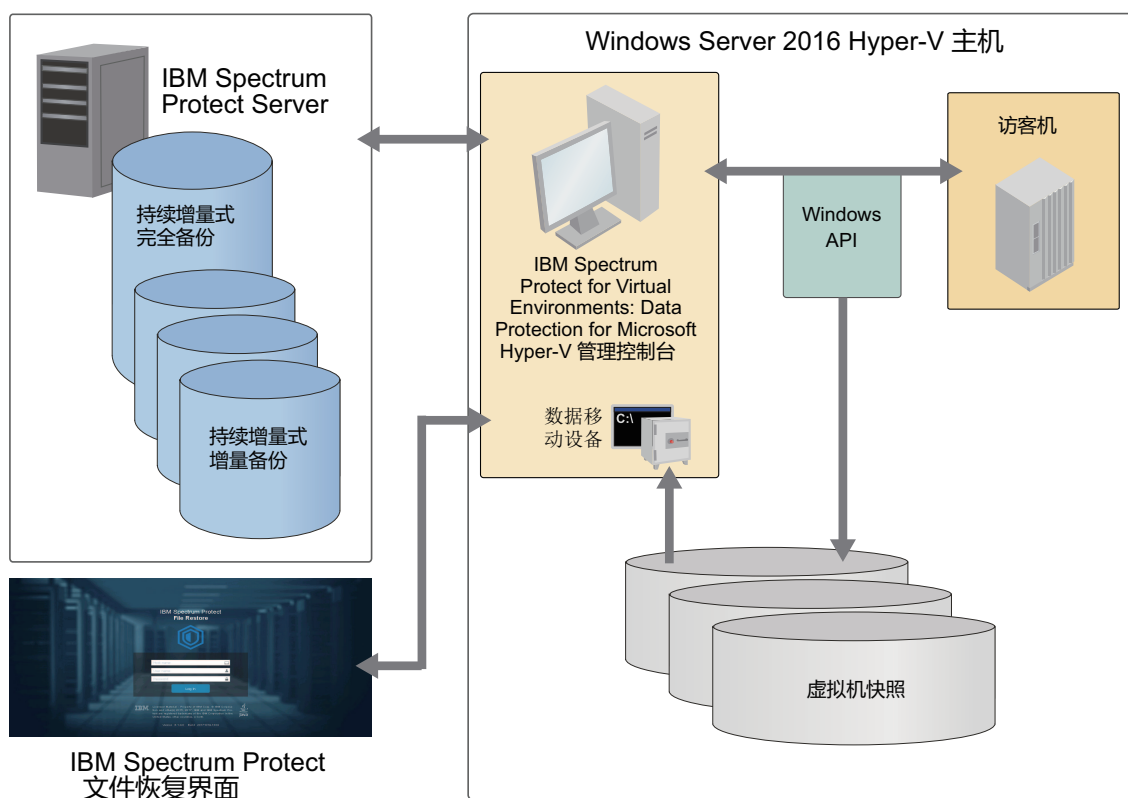 IBM Spectrum
Protect Server
持续增量式
完全备份
持续增量式
增量备份
IBM Spectrum Protect
File Restore
Log In
IBM
IBM Spectrum Protect
文件恢复界面
Windows Server 2016 Hyper-V 主机
IBM Spectrum
Protect for Virtual
Environments: Data
Protection for Microsoft
Hyper-V 管理控制台
数据移
动设备
C:\
Windows
API
访客机
虚拟机快照